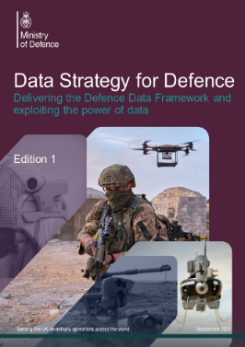 Ministry
of Defence
Data Strategy for Defence
Delivering the Defence Data Framework and
exploiting the power of data
Edition 1
September 2021